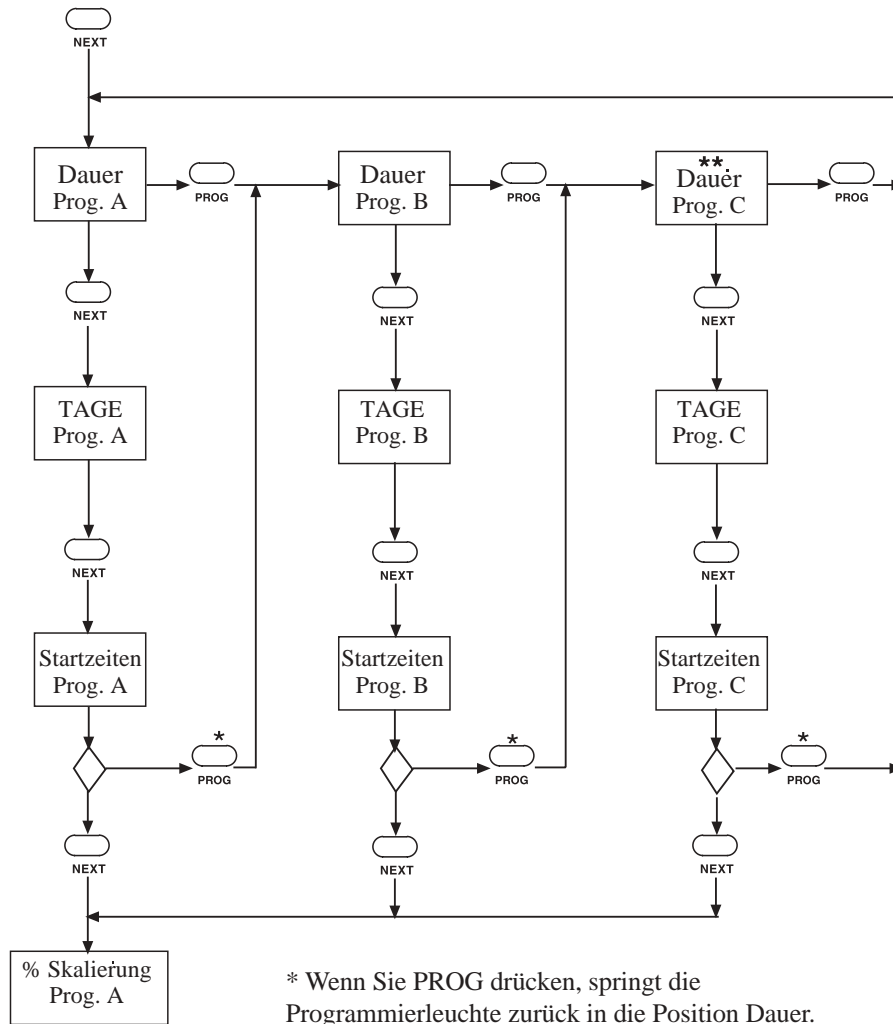 NEXT
Dauer
Prog. A
PROG
Dauer
Prog. B
PROG
**
Dauer
Prog. C
PROG
NEXT
NEXT
NEXT
TAGE
Prog. A
TAGE
Prog. B
TAGE
Prog. C
NEXT
NEXT
NEXT
Startzeiten
Prog. A
Startzeiten
Prog. B
Startzeiten
Prog. C
*
PROG
*
PROG
*
PROG
NEXT
NEXT
NEXT
% Skalierung
Prog. A
* Wenn Sie PROG drücken, springt die
Programmierleuchte zurück in die Position Dauer.